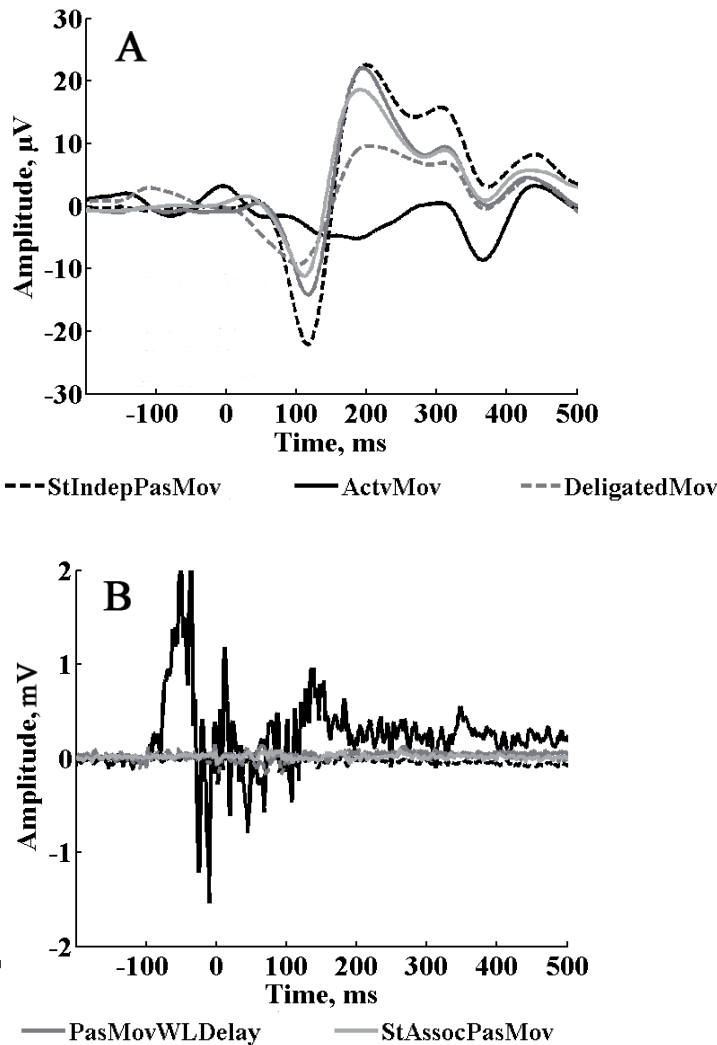 30
A
20
10
0
-10
-20
-30
Amplitude, µV
-100 0 100 200 300 400 500
Time, ms
StIndepPasMov ActvMov DeligatedMov
2
B
1
0
-1
-2
Amplitude, mV
-100 0 100 200 300 400 500
Time, ms
PasMovWLDelay StAssocPasMov